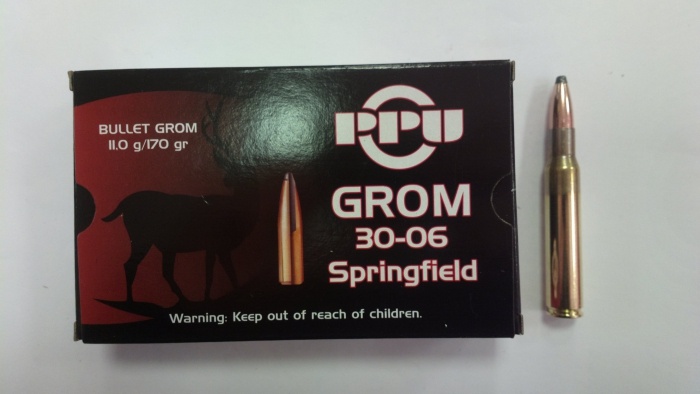 BULLET GROM
11.0 g/170 gr
PPU
GROM
30-06
Springfield
Warning: Keep out of reach of children.